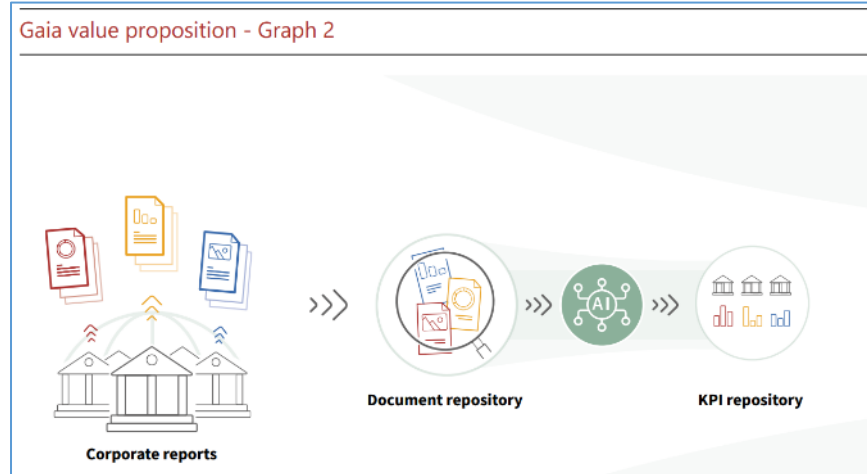 Gaia value proposition - Graph 2
AI
Document repository
KPI repository
Corporate reports